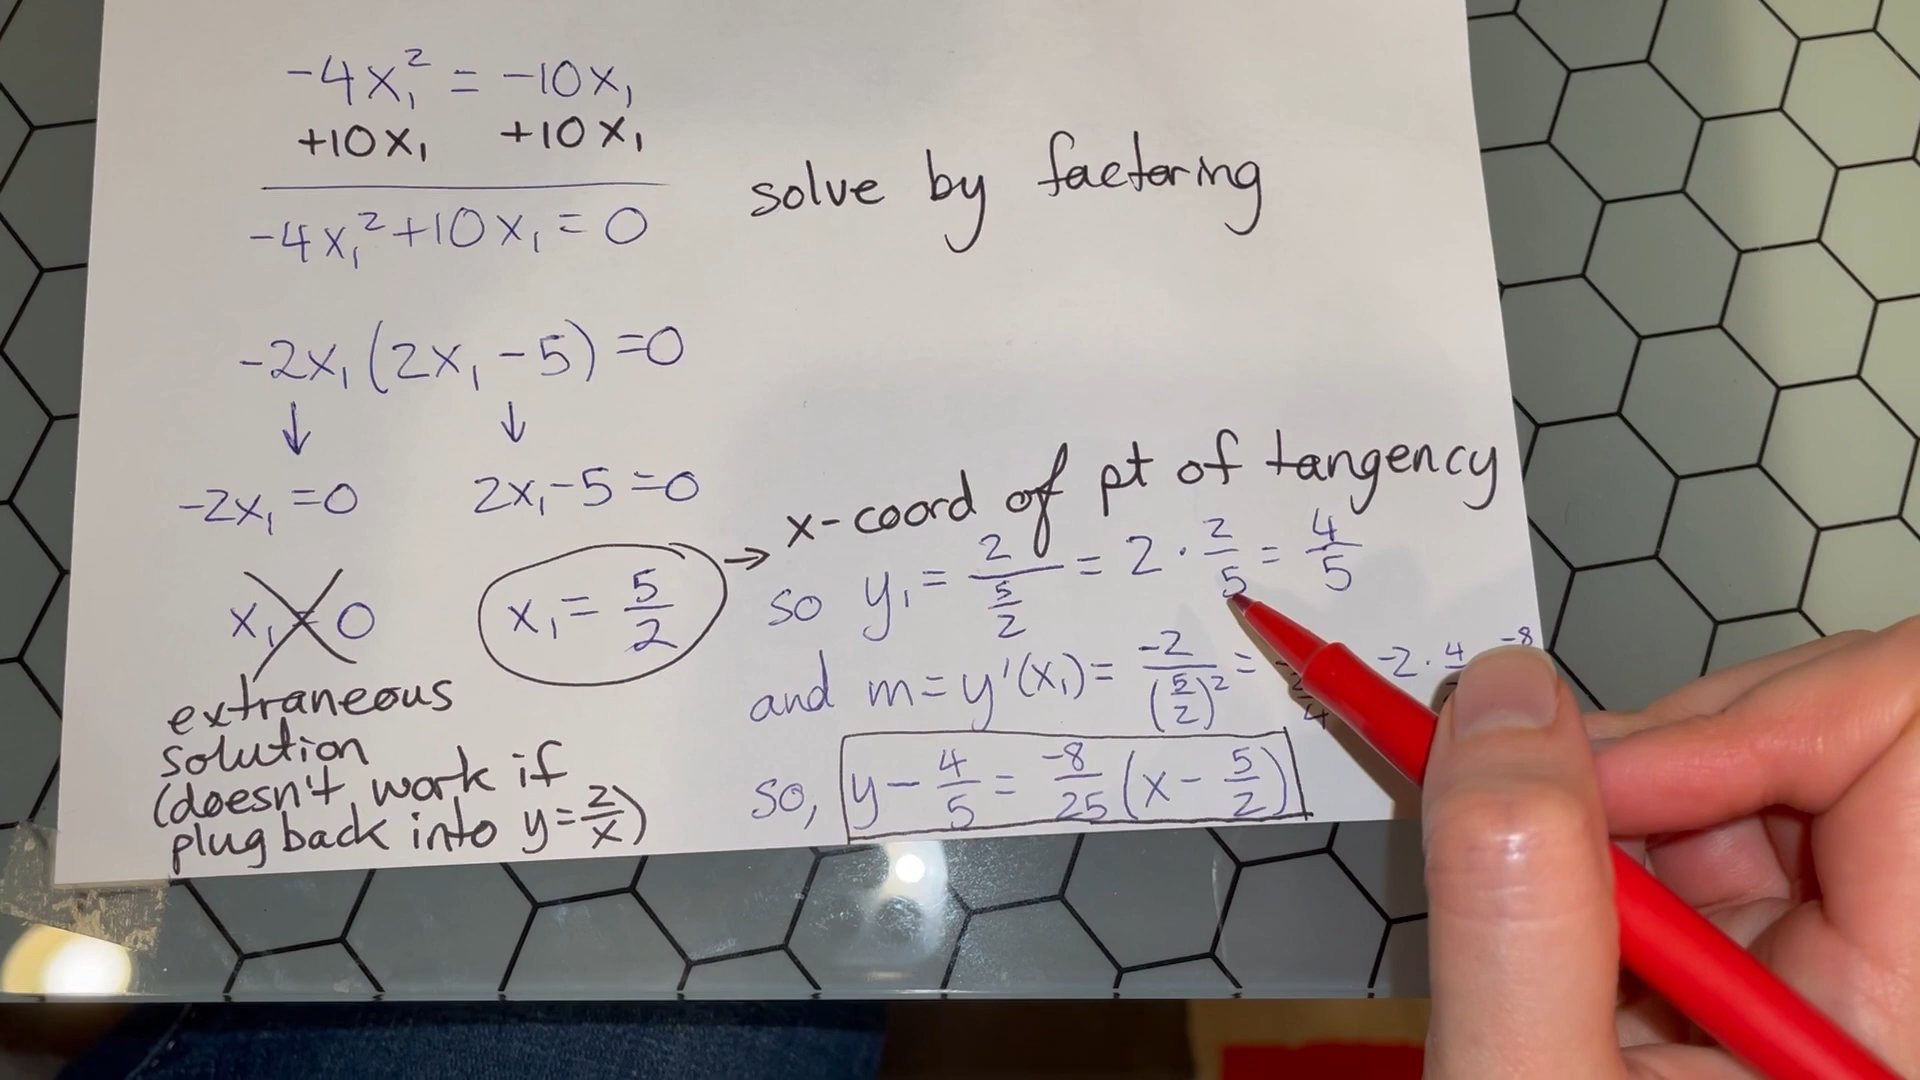 -4x₁² = -10x₁
+10x₁ +10x₁
-4x₁²+10x₁=0
solve by factoring
-2x₁(2x₁-5)=0
↓ ↓
-2x₁=0 2x₁-5=0
x₁=0 x₁=5/2
extraneous
solution
(doesn't work if
plug back into y=2/x)
→ x-coord of pt of tangency
so y₁ = 2/(5/2) = 2·2/5 = 4/5
and m=y'(x₁)= -2/(5/2)² = -2·4 -8
so, y-4/5 = -8/25(x-5/2)